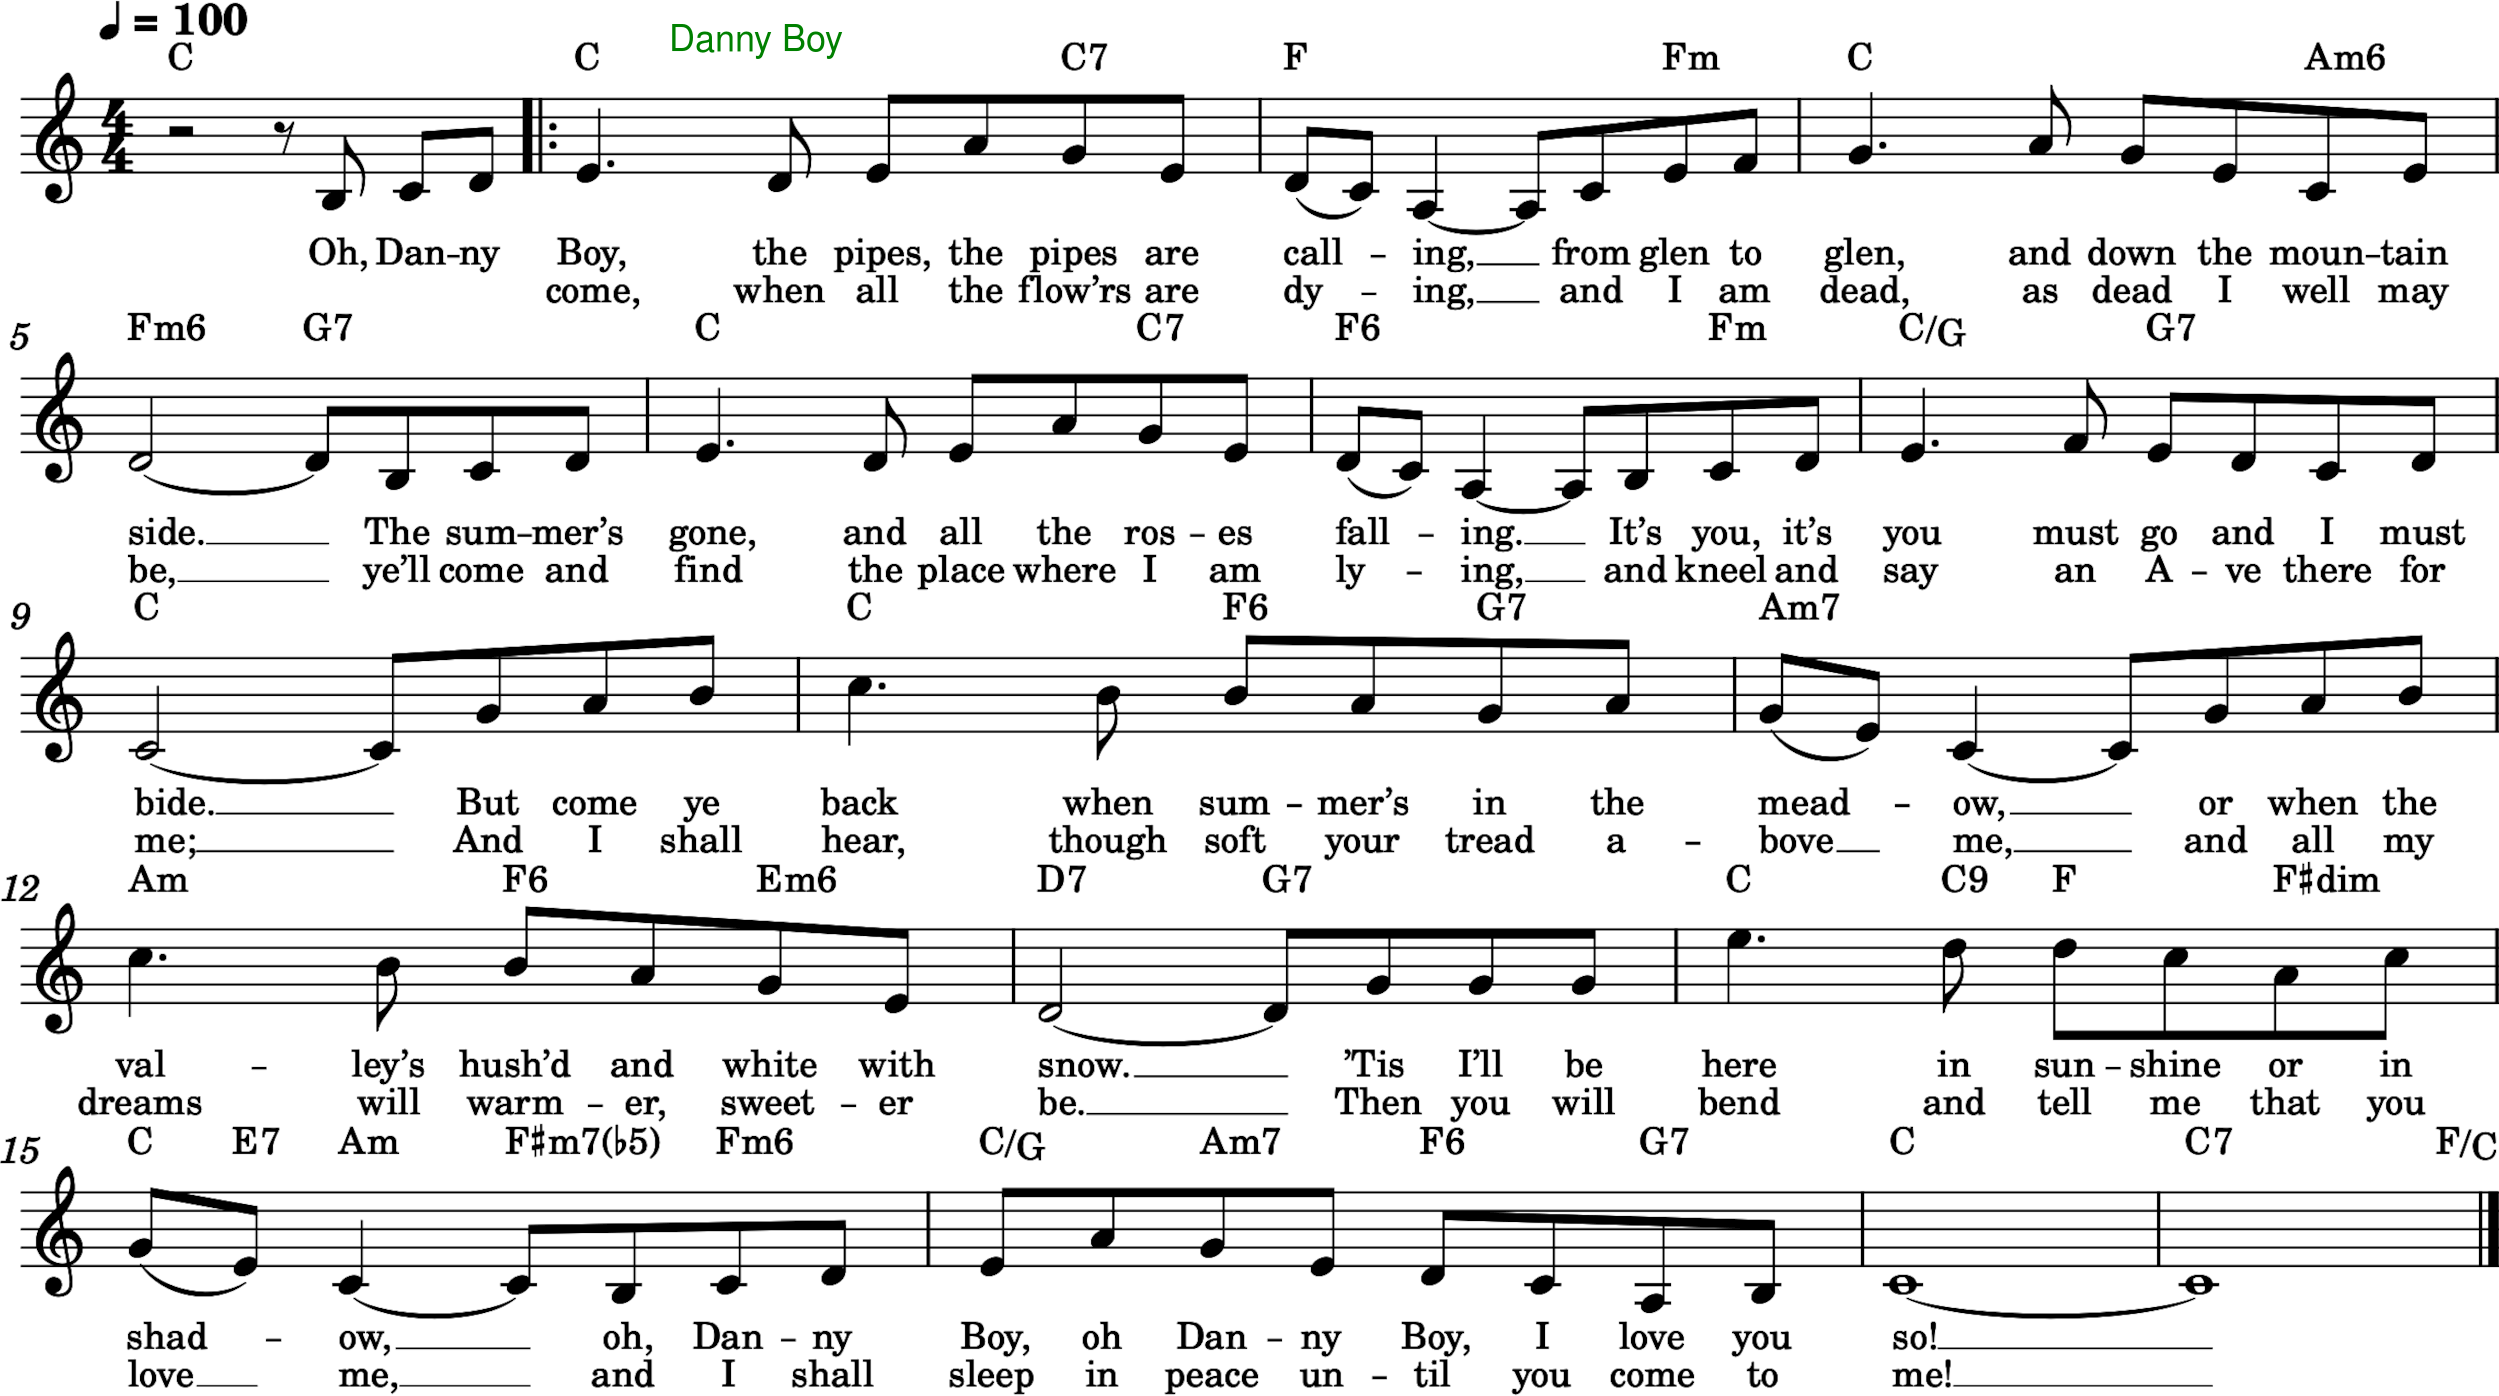 ♩ = 100 Danny Boy
C C C7 F Fm C Am6
4 4
Oh, Dan-ny Boy, the pipes, the pipes are call - ing, from glen to glen, and down the moun-tain
come, when all the flow'rs are dy - ing, and I am dead, as dead I well may
5 Fm6 G7 C C7 F6 Fm C/G G7
side. The sum-mer's gone, and all the ros - es fall - ing. It's you, it's you must go and I must
be, ye'll come and find the place where I am ly - ing, and kneel and say an A - ve there for
9 C C F6 G7 Am7
bide. But come ye back when sum - mer's in the mead - ow, or when the
me; And I shall hear, though soft your tread a - bove me, and all my
12 Am F6 Em6 D7 G7 C C9 F F♯dim
val - ley's hush'd and white with snow. 'Tis I'll be here in sun - shine or in
dreams will warm - er, sweet - er be. Then you will bend and tell me that you
15 C E7 Am F♯m7(♭5) Fm6 C/G Am7 F6 G7 C C7 F/C
shad - ow, oh, Dan - ny Boy, oh Dan - ny Boy, I love you so!
love me, and I shall sleep in peace un - til you come to me!